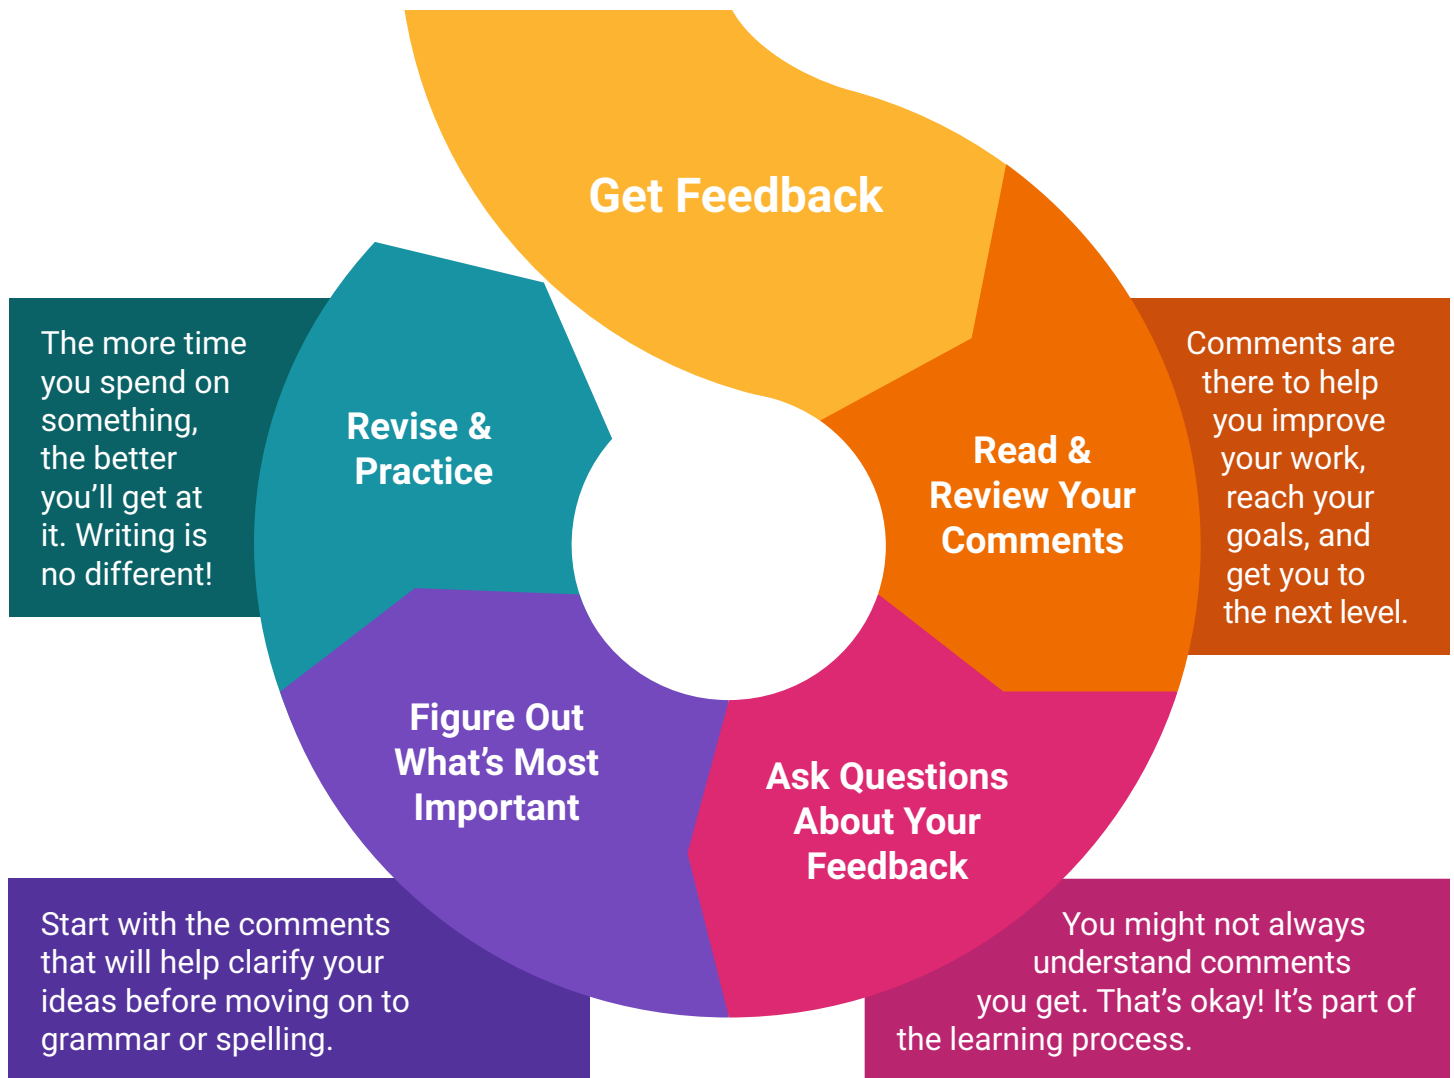 Get Feedback
Read &
Review Your
Comments
Comments are
there to help
you improve
your work,
reach your
goals, and
get you to
the next level.
Ask Questions
About Your
Feedback
You might not always
understand comments
you get. That’s okay! It’s part of
the learning process.
Figure Out
What’s Most
Important
Start with the comments
that will help clarify your
ideas before moving on to
grammar or spelling.
Revise &
Practice
The more time
you spend on
something,
the better
you’ll get at
it. Writing is
no different!